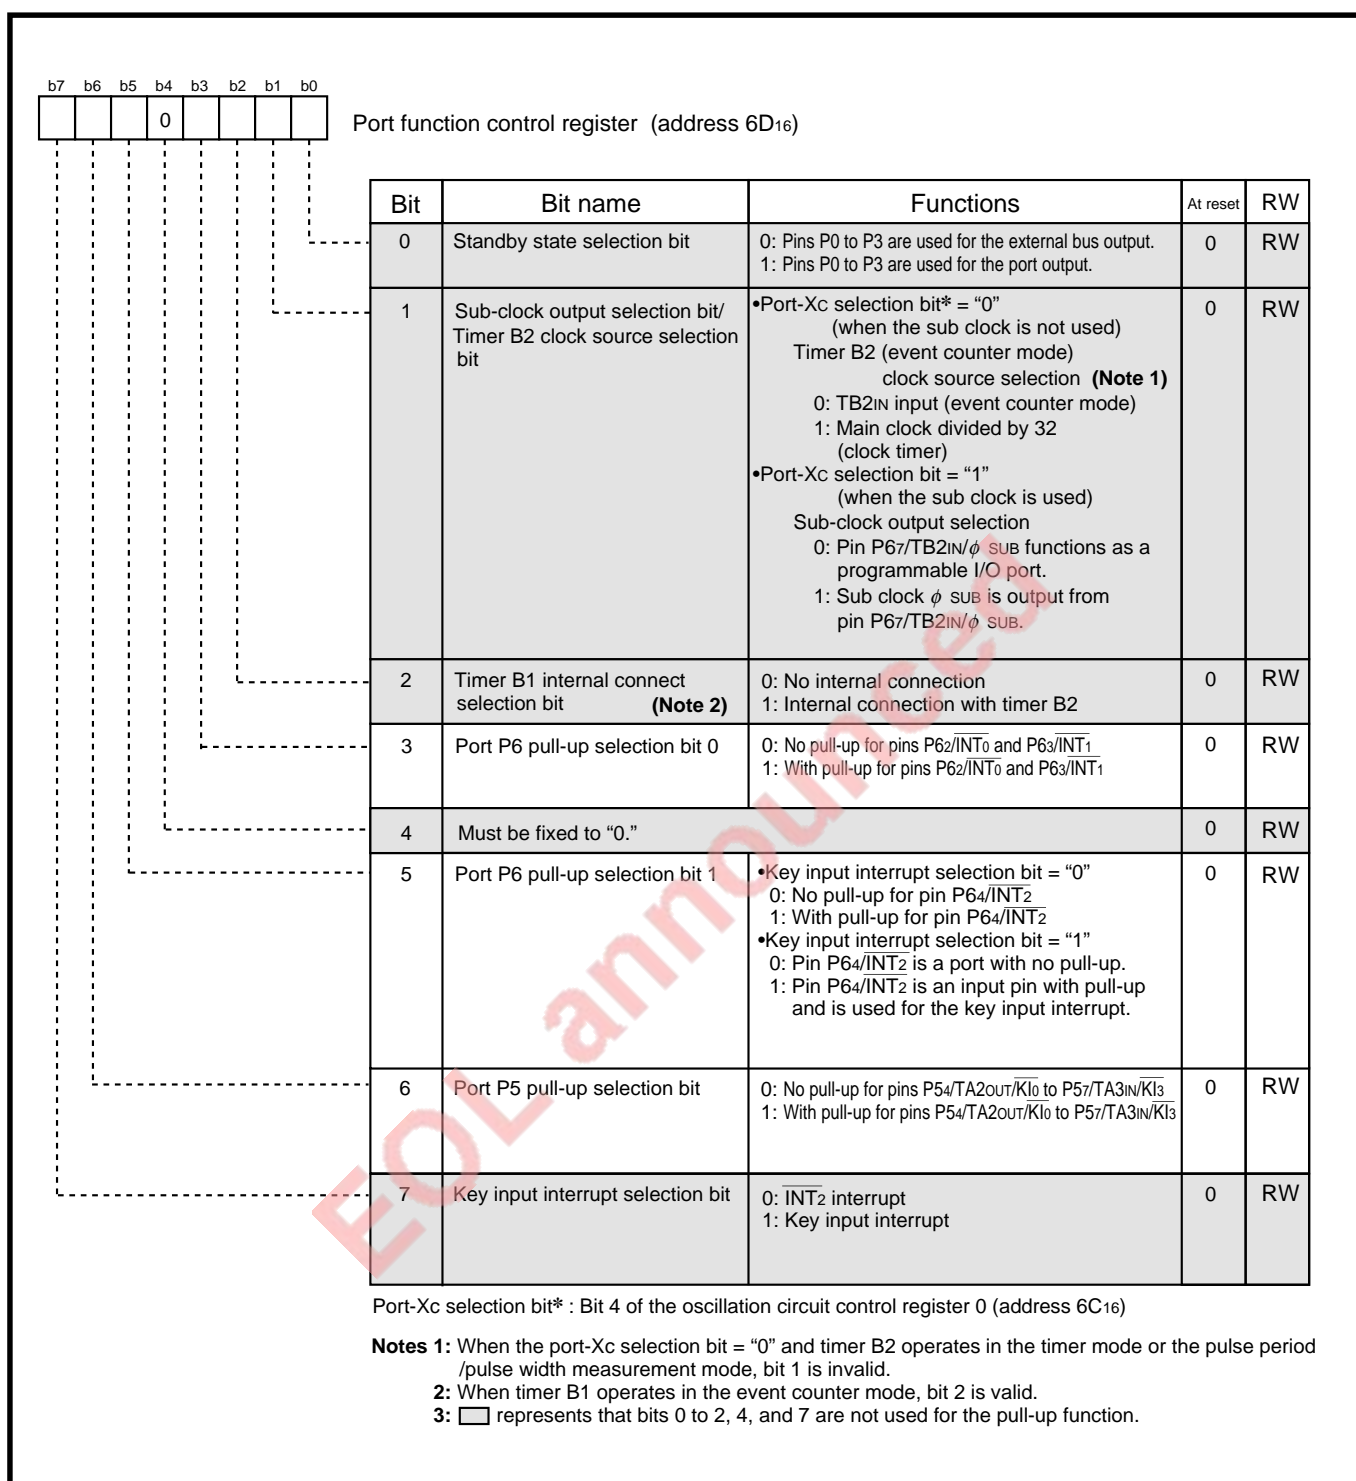 b7 b6 b5 b4 b3 b2 b1 b0
0
Port function control register (address 6D16)
Bit Bit name Functions At reset RW
0 Standby state selection bit 0: Pins P0 to P3 are used for the external bus output. 0 RW
1: Pins P0 to P3 are used for the port output.
1 Sub-clock output selection bit/ •Port-XC selection bit* = “0” 0 RW
Timer B2 clock source selection (when the sub clock is not used)
bit Timer B2 (event counter mode)
clock source selection (Note 1)
0: TB2IN input (event counter mode)
1: Main clock divided by 32
(clock timer)
•Port-XC selection bit = “1”
(when the sub clock is used)
Sub-clock output selection
0: Pin P67/TB2IN/ϕ SUB functions as a
programmable I/O port.
1: Sub clock ϕ SUB is output from
pin P67/TB2IN/ϕ SUB.
2 Timer B1 internal connect 0: No internal connection 0 RW
selection bit (Note 2) 1: Internal connection with timer B2
3 Port P6 pull-up selection bit 0 0: No pull-up for pins P62/INT0 and P63/INT1 0 RW
1: With pull-up for pins P62/INT0 and P63/INT1
4 Must be fixed to “0.” 0 RW
5 Port P6 pull-up selection bit 1 •Key input interrupt selection bit = “0” 0 RW
0: No pull-up for pin P64/INT2
1: With pull-up for pin P64/INT2
•Key input interrupt selection bit = “1”
0: Pin P64/INT2 is a port with no pull-up.
1: Pin P64/INT2 is an input pin with pull-up
and is used for the key input interrupt.
6 Port P5 pull-up selection bit 0: No pull-up for pins P54/TA2OUT/KI0 to P57/TA3IN/KI3 0 RW
1: With pull-up for pins P54/TA2OUT/KI0 to P57/TA3IN/KI3
7 Key input interrupt selection bit 0: INT2 interrupt 0 RW
1: Key input interrupt
EOL announced
Port-Xc selection bit* : Bit 4 of the oscillation circuit control register 0 (address 6C16)
Notes 1: When the port-Xc selection bit = “0” and timer B2 operates in the timer mode or the pulse period
/pulse width measurement mode, bit 1 is invalid.
2: When timer B1 operates in the event counter mode, bit 2 is valid.
3: represents that bits 0 to 2, 4, and 7 are not used for the pull-up function.